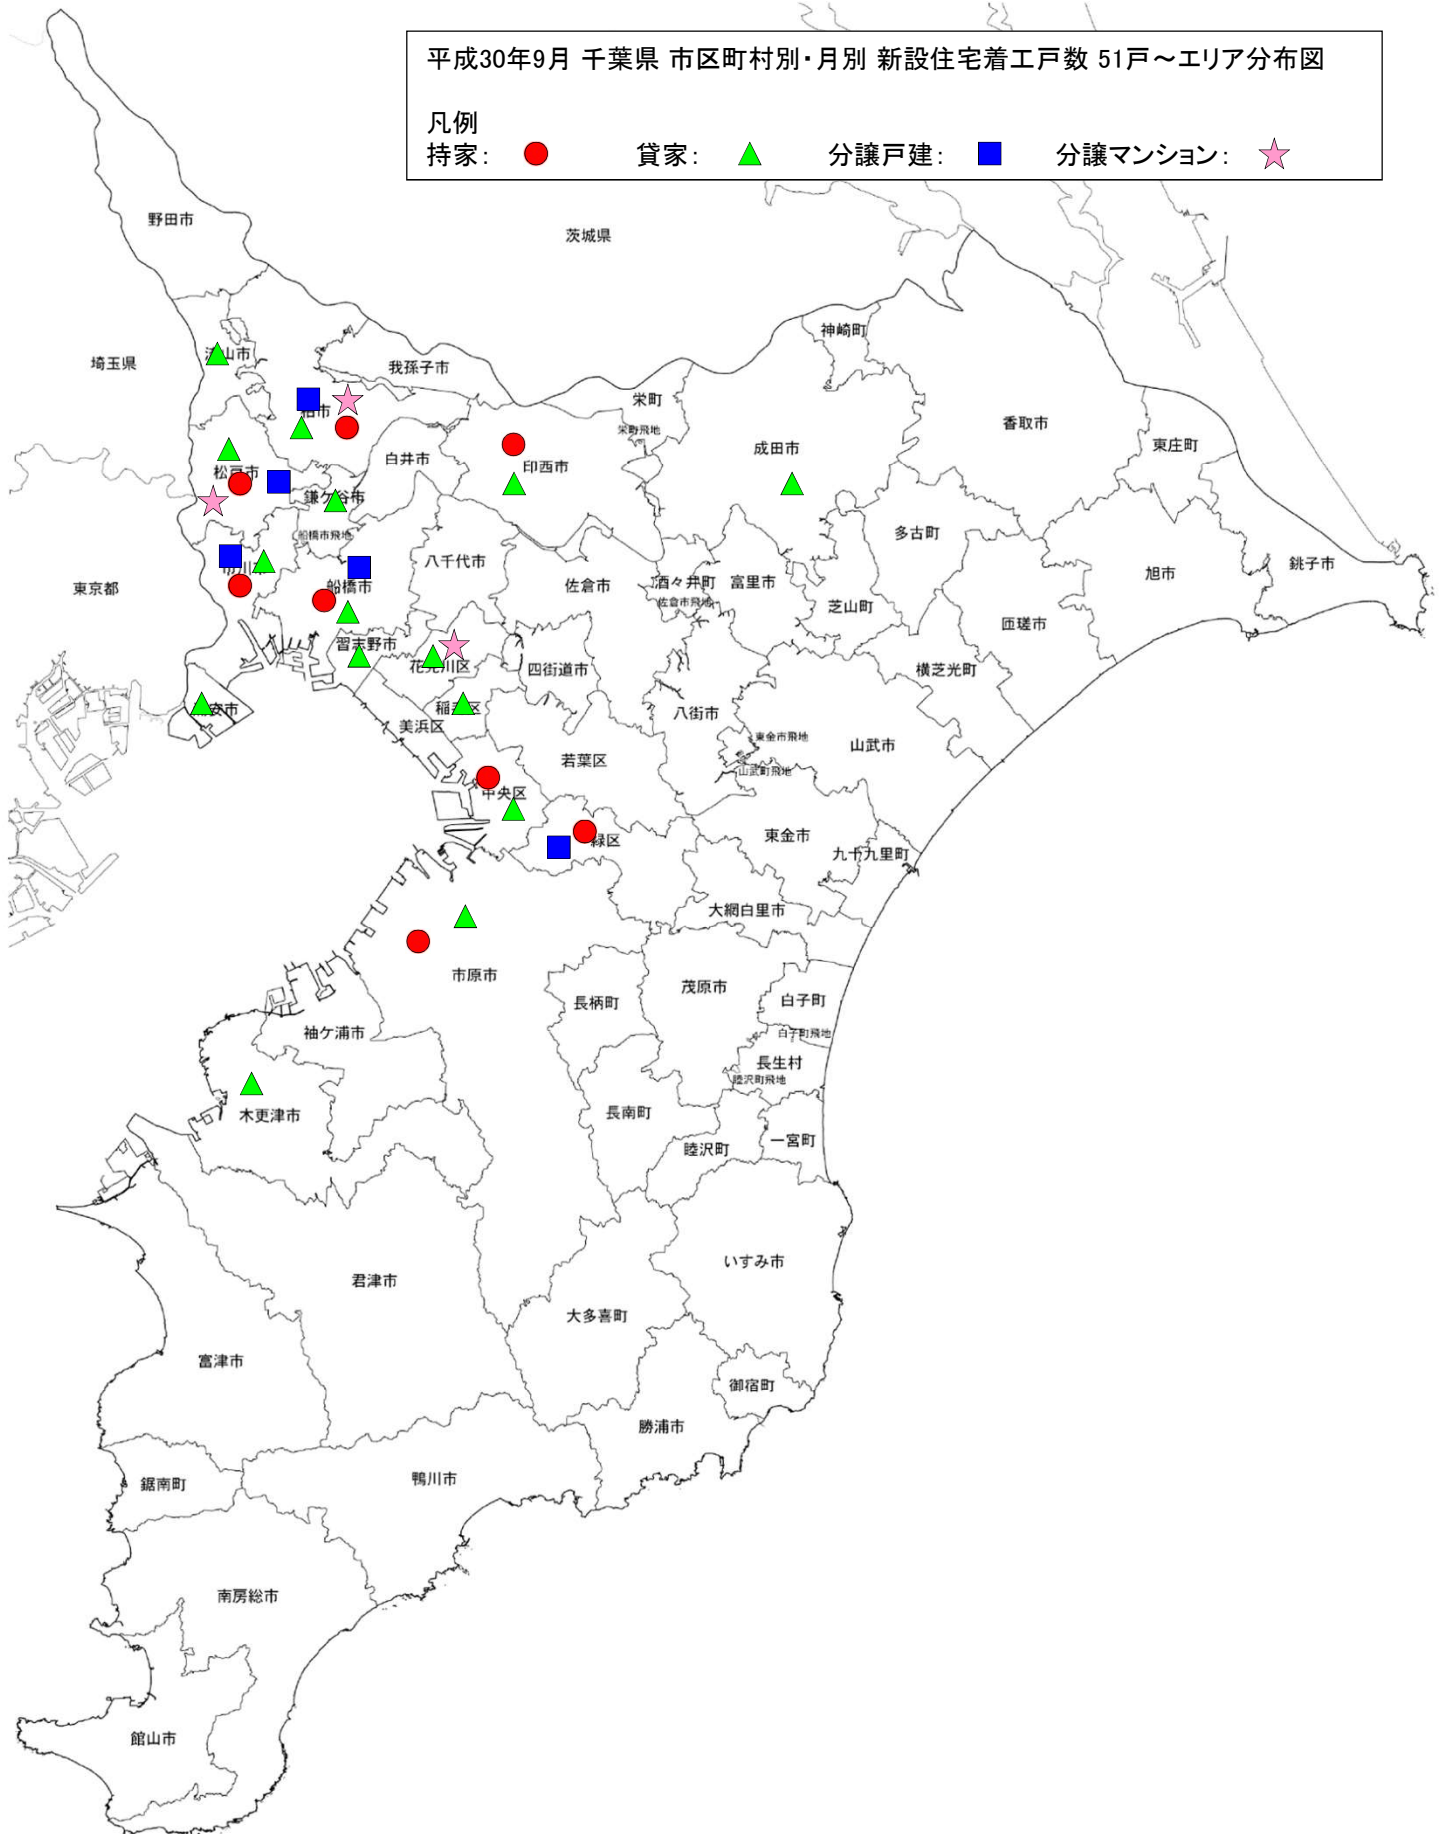 平成30年9月 千葉県 市区町村別・月別 新設住宅着工戸数 51戸～エリア分布図
凡例
持家：
貸家：
分譲戸建：
分譲マンション：
野田市
茨城県
神崎町
埼玉県
流山市
我孫子市
栄町
柏市
香取市
栄町飛地
東庄町
成田市
白井市
印西市
松戸市
鎌ケ谷市
多古町
船橋市飛地
八千代市
銚子市
市川市
旭市
酒々井町
富里市
佐倉市
船橋市
東京都
佐倉市飛地
芝山町
匝瑳市
習志野市
花見川区
四街道市
横芝光町
浦安市
稲毛区
八街市
美浜区
東金市飛地
山武市
若葉区
山武町飛地
中央区
東金市
緑区
九十九里町
大網白里市
市原市
茂原市
長柄町
白子町
袖ケ浦市
白子町飛地
長生村
睦沢町飛地
長南町
木更津市
一宮町
睦沢町
いすみ市
君津市
大多喜町
富津市
御宿町
勝浦市
鴨川市
鋸南町
南房総市
館山市